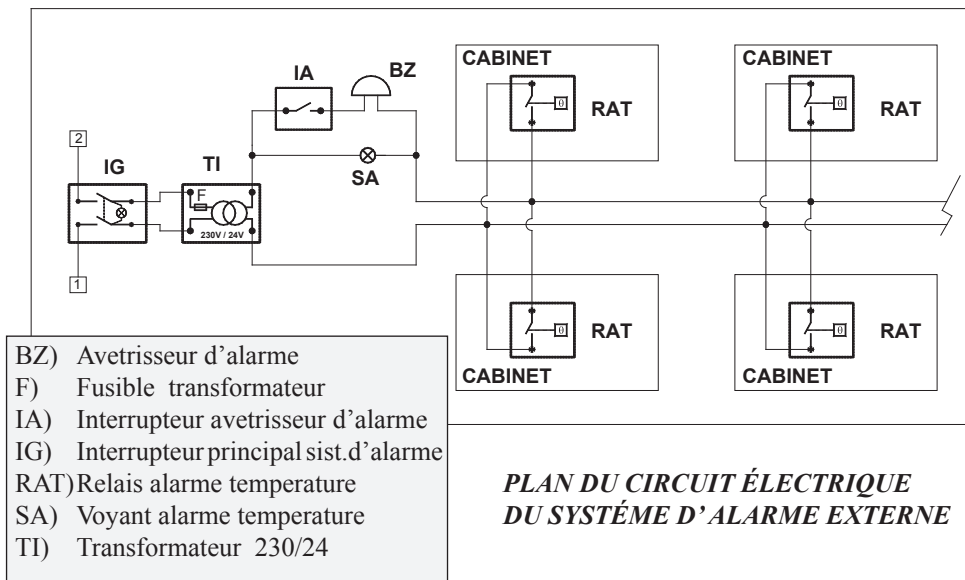 CABINET
RAT
CABINET
RAT
IA
BZ
SA
2
IG
TI
F
230V / 24V
1
θ
θ
θ
θ
RAT
CABINET
RAT
CABINET
BZ) Avetrisseur d'alarme
F) Fusible transformateur
IA) Interrupteur avetrisseur d'alarme
IG) Interrupteur principal sist.d'alarme
RAT) Relais alarme temperature
SA) Voyant alarme temperature
TI) Transformateur 230/24
PLAN DU CIRCUIT ÉLECTRIQUE
DU SYSTÉME D'ALARME EXTERNE